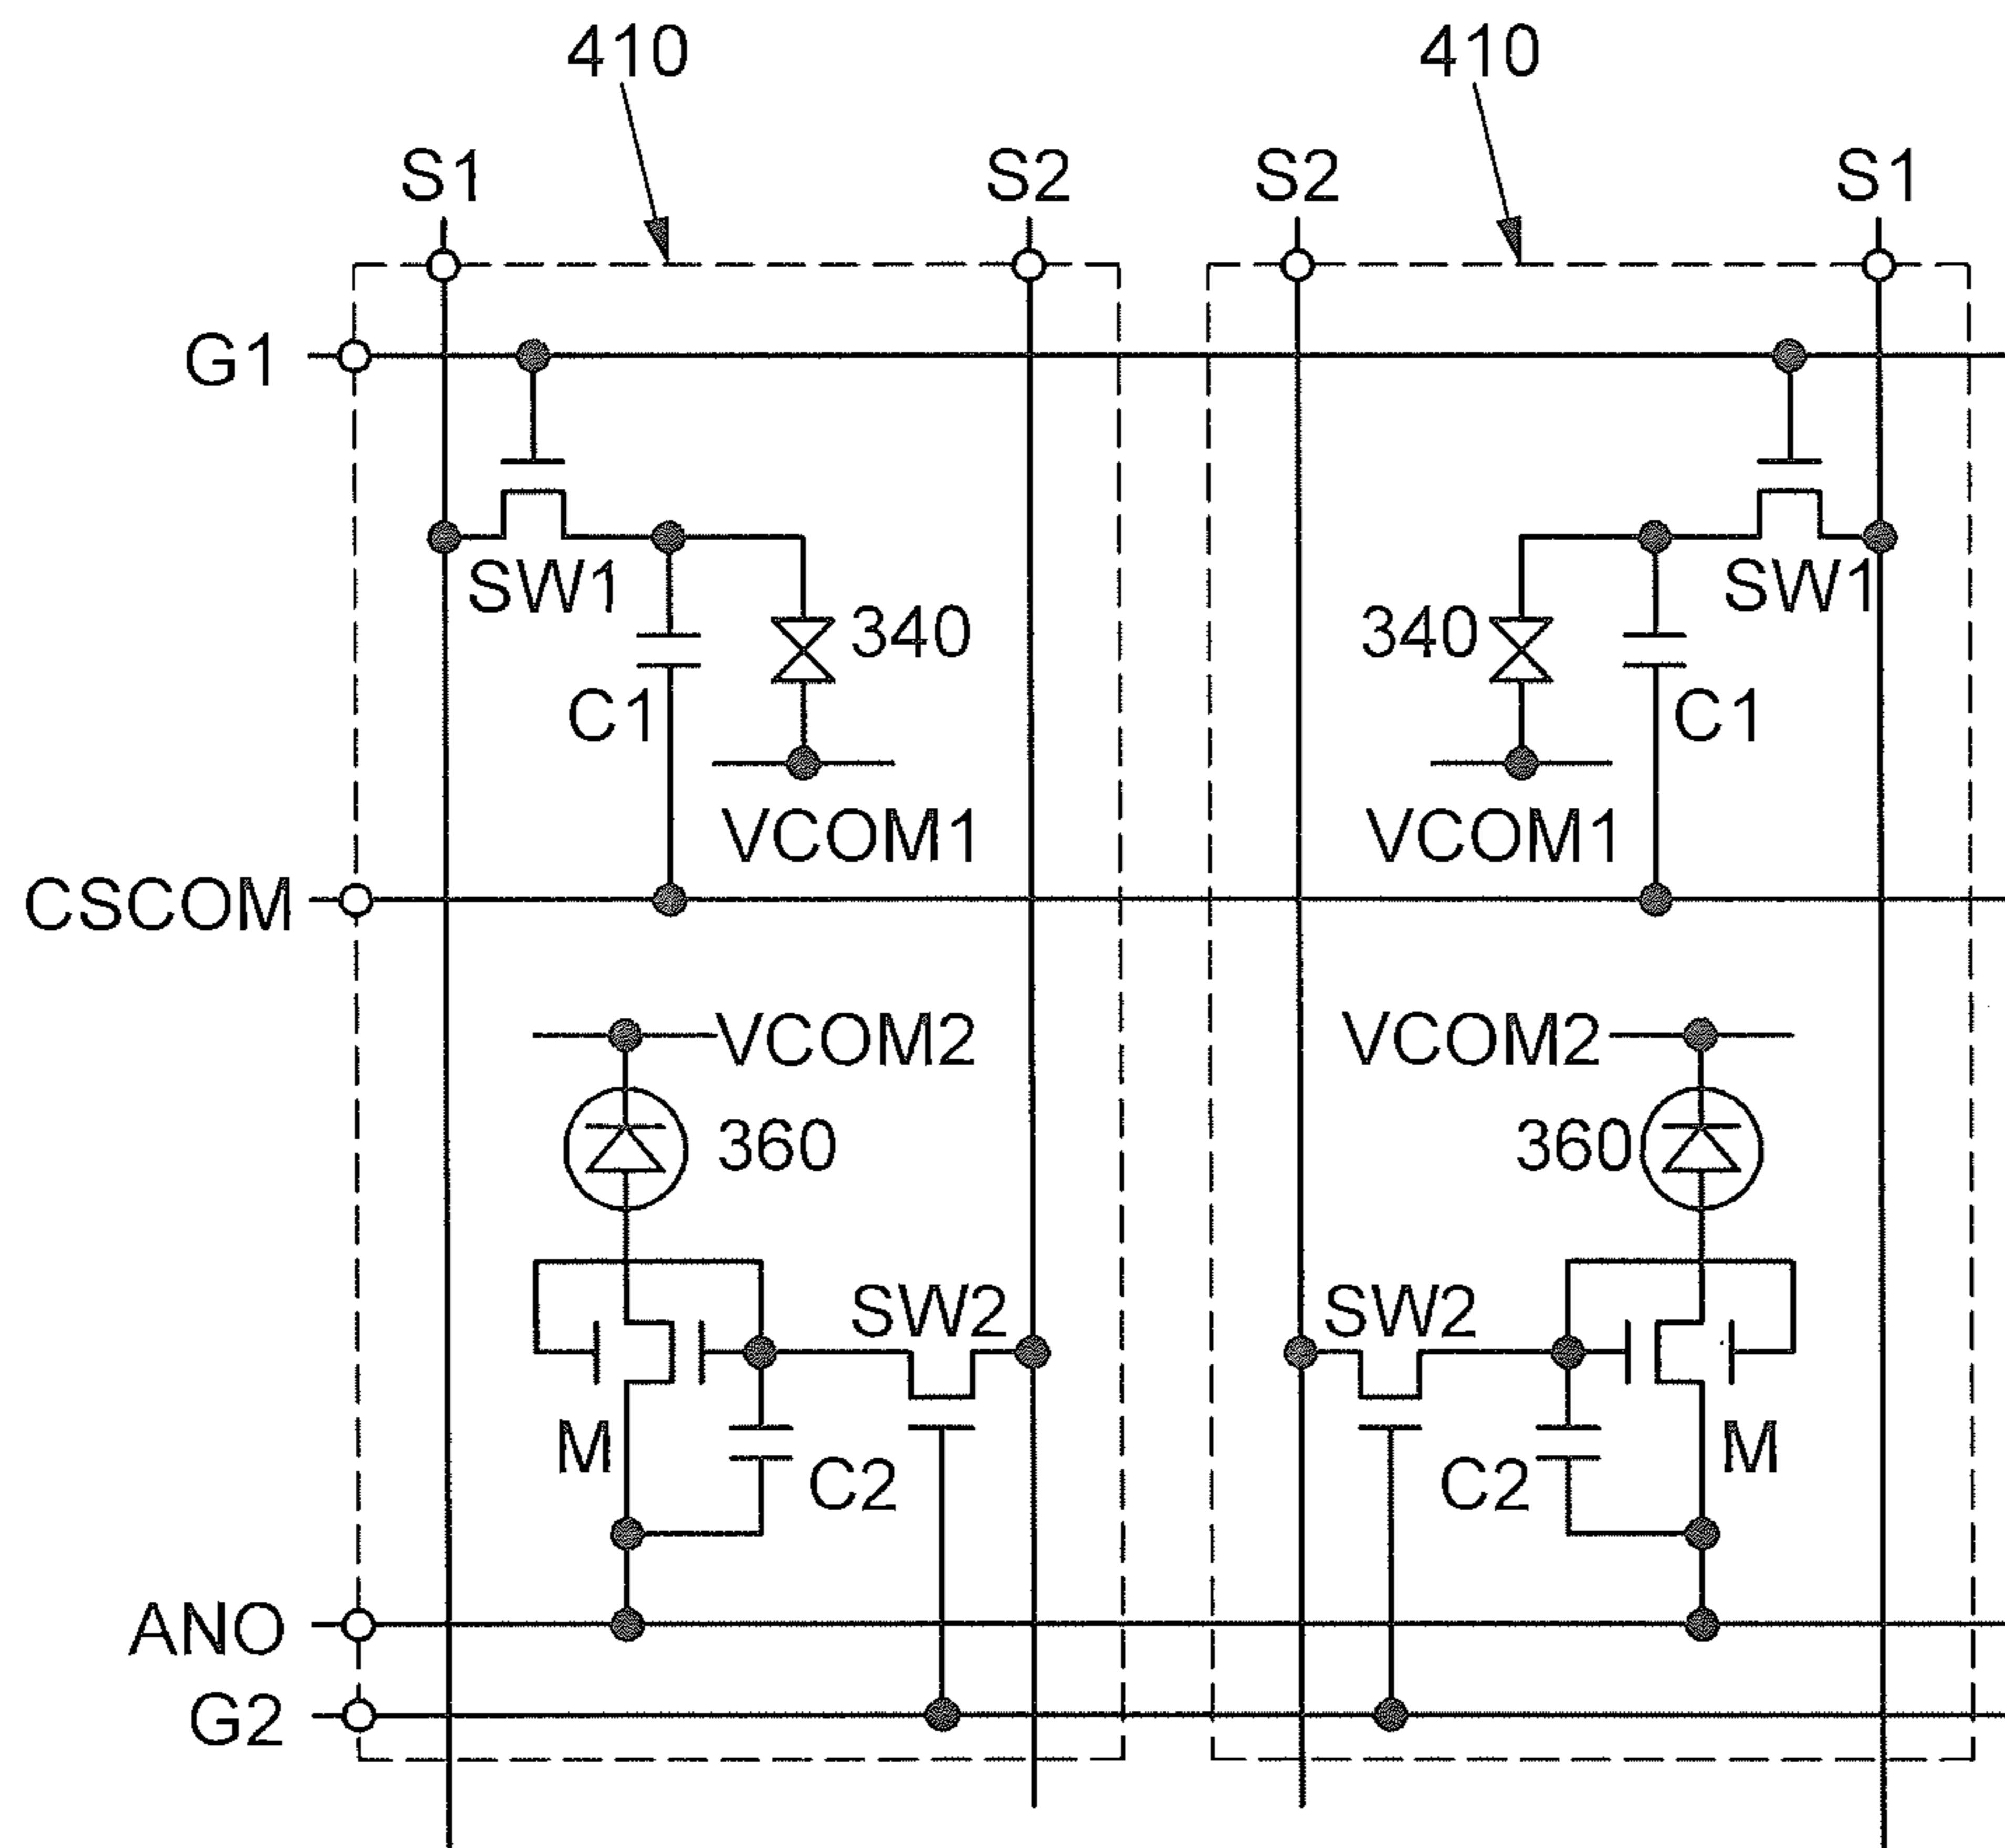 410 410
S1 S2 S2 S1
G1
SW1 SW1
340 340
C1 C1
VCOM1 VCOM1
CSCOM
VCOM2 VCOM2
360 360
SW2 SW2
M C2 C2 M
ANO
G2